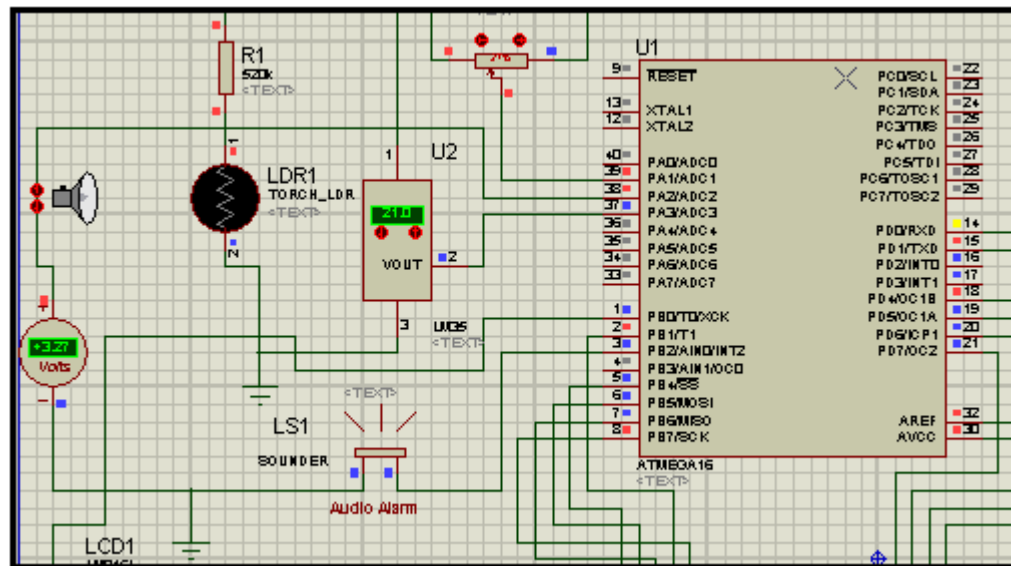 R1
520k
<TEXT>
1
LDR1
TORCH_LDR
<TEXT>
2
+3.27
Volts
U2
1
21.0
VOUT
2
3
LM35
<TEXT>
<TEXT>
LS1
SOUNDER
Audio Alarm
LCD1
U1
9 RESET
13 XTAL1
12 XTAL2
40 PA0/ADC0
39 PA1/ADC1
38 PA2/ADC2
37 PA3/ADC3
36 PA4/ADC4
35 PA5/ADC5
34 PA6/ADC6
33 PA7/ADC7
1 PB0/T0/XCK
2 PB1/T1
3 PB2/AIN0/INT2
4 PB3/AIN1/OC0
5 PB4/SS
6 PB5/MOSI
7 PB6/MISO
8 PB7/SCK
PC0/SCL 22
PC1/SDA 23
PC2/TCK 24
PC3/TMS 25
PC4/TDO 26
PC5/TDI 27
PC6/TOSC1 28
PC7/TOSC2 29
PD0/RXD 14
PD1/TXD 15
PD2/INT0 16
PD3/INT1 17
PD4/OC1B 18
PD5/OC1A 19
PD6/ICP1 20
PD7/OC2 21
AREF 32
AVCC 30
ATMEGA16
<TEXT>